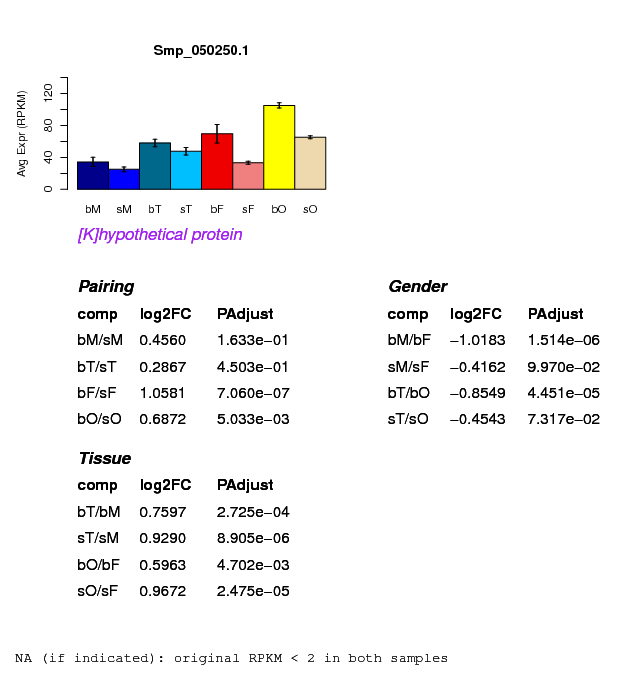 Smp_050250.1
Avg Expr (RPKM)
120
80
40
0
bM sM bT sT bF sF bO sO
[K]hypothetical protein
Pairing
comp log2FC PAdjust
bM/sM 0.4560 1.633e−01
bT/sT 0.2867 4.503e−01
bF/sF 1.0581 7.060e−07
bO/sO 0.6872 5.033e−03
Gender
comp log2FC PAdjust
bM/bF −1.0183 1.514e−06
sM/sF −0.4162 9.970e−02
bT/bO −0.8549 4.451e−05
sT/sO −0.4543 7.317e−02
Tissue
comp log2FC PAdjust
bT/bM 0.7597 2.725e−04
sT/sM 0.9290 8.905e−06
bO/bF 0.5963 4.702e−03
sO/sF 0.9672 2.475e−05
NA (if indicated): original RPKM < 2 in both samples